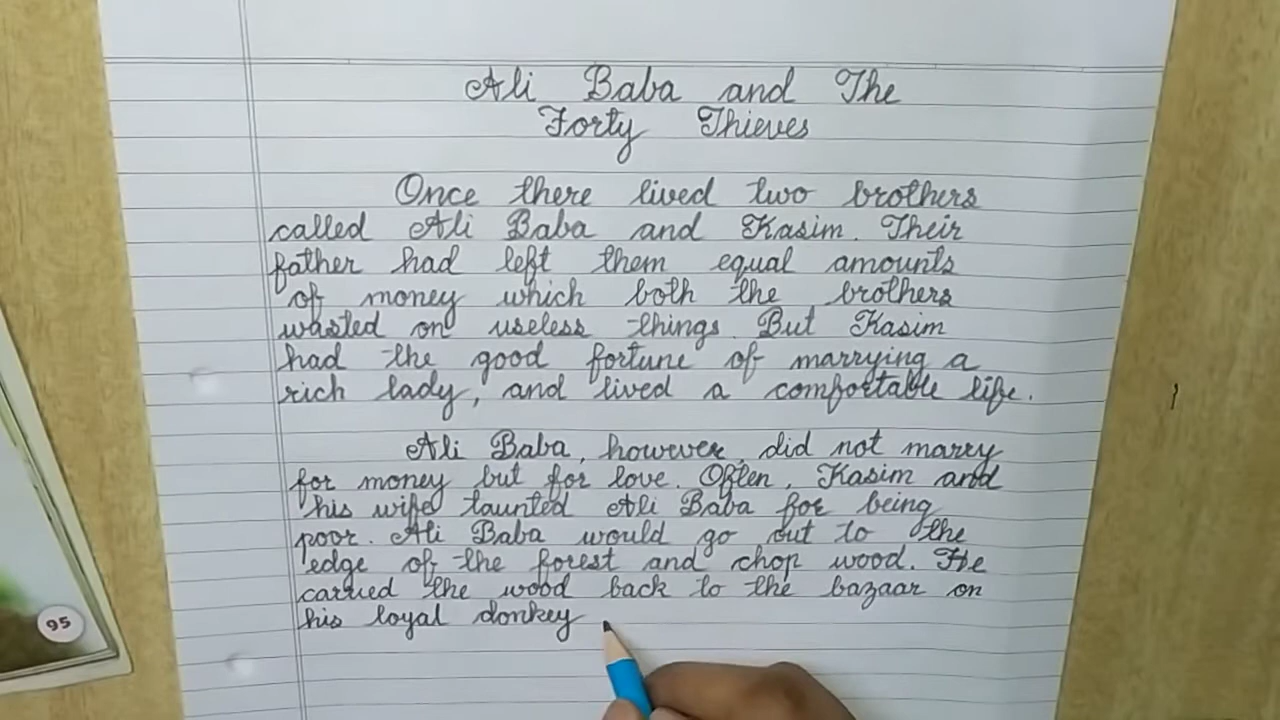 Ali Baba and The
Forty Thieves
Once there lived two brothers
called Ali Baba and Kasim. Their
father had left them equal amounts
of money which both the brothers
wasted on useless things. But Kasim
had the good fortune of marrying a
rich lady, and lived a comfortable life.
Ali Baba, however, did not marry
for money but for love. Often, Kasim and
his wife taunted Ali Baba for being
poor. Ali Baba would go out to the
edge of the forest and chop wood. He
carried the wood back to the bazaar on
his loyal donkey
95